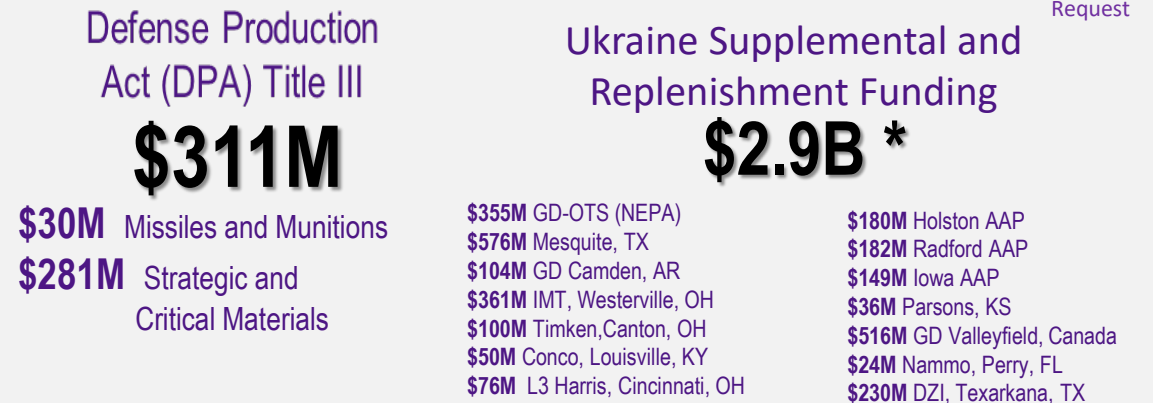 Request
Defense Production
Act (DPA) Title III
$311M
$30M Missiles and Munitions
$281M Strategic and
Critical Materials
Ukraine Supplemental and
Replenishment Funding
$2.9B *
$355M GD-OTS (NEPA)
$576M Mesquite, TX
$104M GD Camden, AR
$361M IMT, Westerville, OH
$100M Timken,Canton, OH
$50M Conco, Louisville, KY
$76M L3 Harris, Cincinnati, OH
$180M Holston AAP
$182M Radford AAP
$149M Iowa AAP
$36M Parsons, KS
$516M GD Valleyfield, Canada
$24M Nammo, Perry, FL
$230M DZI, Texarkana, TX